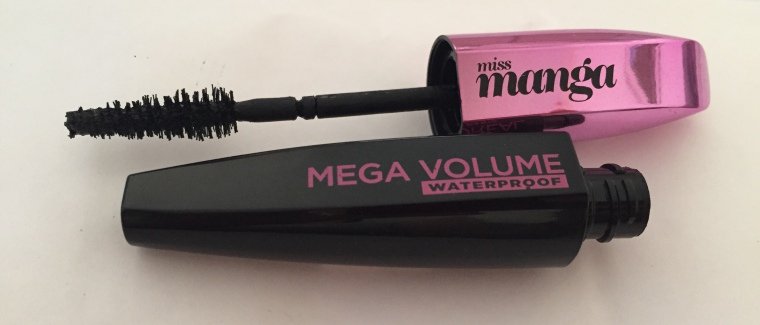 miss
manga
MEGA VOLUME
WATERPROOF